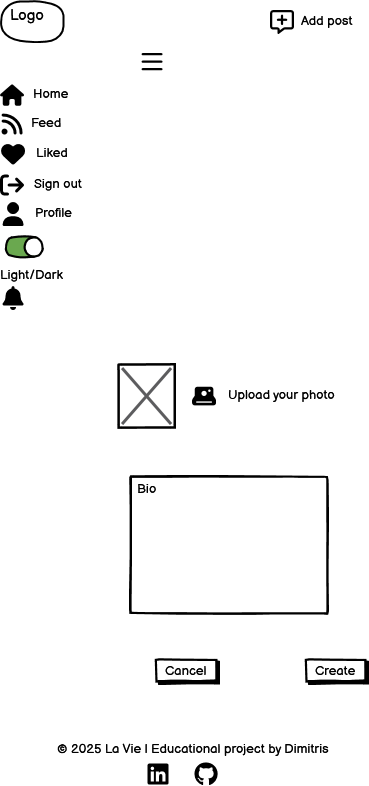 Logo
Add post
Home
Feed
Liked
Sign out
Profile
Light/Dark
Upload your photo
Bio
Cancel
Create
© 2025 La Vie I Educational project by Dimitris
in